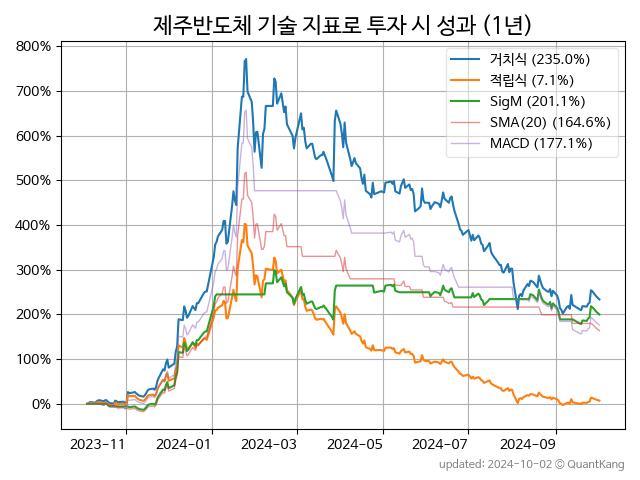 제주반도체 기술 지표로 투자 시 성과 (1년)
800%
700%
600%
500%
400%
300%
200%
100%
0%
거치식 (235.0%)
적립식 (7.1%)
SigM (201.1%)
SMA(20) (164.6%)
MACD (177.1%)
2023-11 2024-01 2024-03 2024-05 2024-07 2024-09
updated: 2024-10-02 © QuantKang